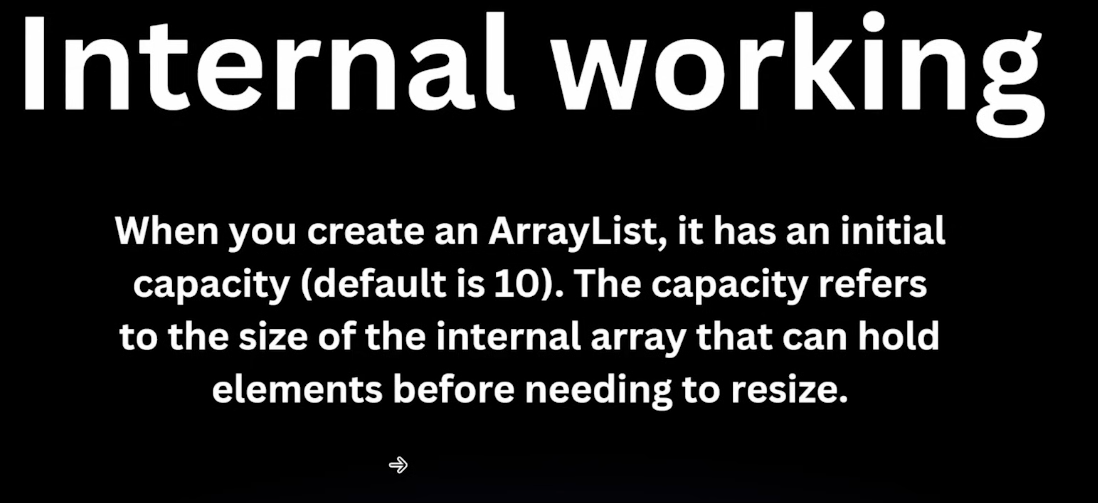 Internal working
When you create an ArrayList, it has an initial
capacity (default is 10). The capacity refers
to the size of the internal array that can hold
elements before needing to resize.